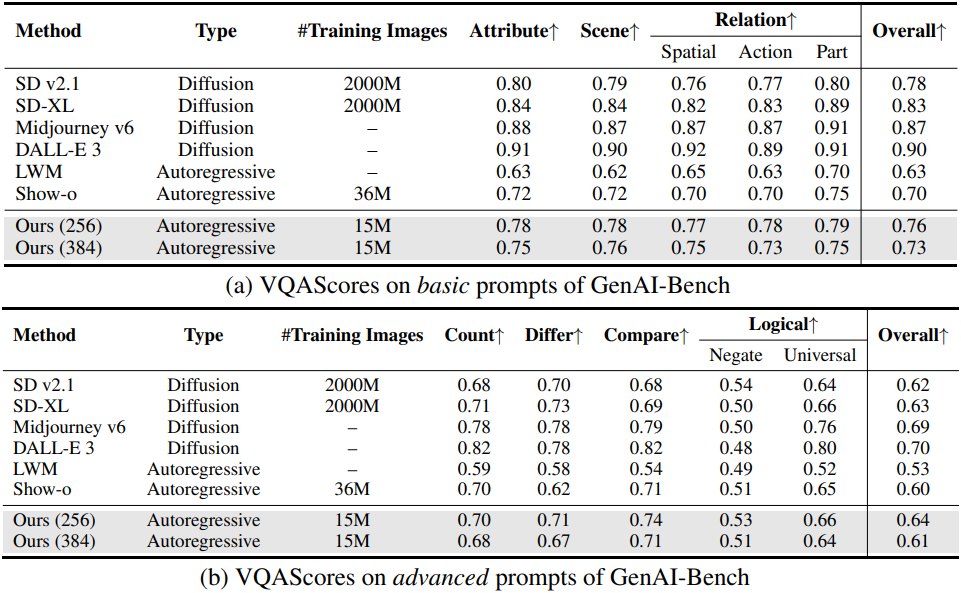 Method Type #Training Images Attribute↑ Scene↑ Relation↑ Overall↑
Spatial Action Part
SD v2.1 Diffusion 2000M 0.80 0.79 0.76 0.77 0.80 0.78
SD-XL Diffusion 2000M 0.84 0.84 0.82 0.83 0.89 0.83
Midjourney v6 Diffusion – 0.88 0.87 0.87 0.87 0.91 0.87
DALL-E 3 Diffusion – 0.91 0.90 0.92 0.89 0.91 0.90
LWM Autoregressive – 0.63 0.62 0.65 0.63 0.70 0.63
Show-o Autoregressive 36M 0.72 0.72 0.70 0.70 0.75 0.70
Ours (256) Autoregressive 15M 0.78 0.78 0.77 0.78 0.79 0.76
Ours (384) Autoregressive 15M 0.75 0.76 0.75 0.73 0.75 0.73
(a) VQAScores on basic prompts of GenAI-Bench
Method Type #Training Images Count↑ Differ↑ Compare↑ Logical↑ Overall↑
Negate Universal
SD v2.1 Diffusion 2000M 0.68 0.70 0.68 0.54 0.64 0.62
SD-XL Diffusion 2000M 0.71 0.73 0.69 0.50 0.66 0.63
Midjourney v6 Diffusion – 0.78 0.78 0.79 0.50 0.76 0.69
DALL-E 3 Diffusion – 0.82 0.78 0.82 0.48 0.80 0.70
LWM Autoregressive – 0.59 0.58 0.54 0.49 0.52 0.53
Show-o Autoregressive 36M 0.70 0.62 0.71 0.51 0.65 0.60
Ours (256) Autoregressive 15M 0.70 0.71 0.74 0.53 0.66 0.64
Ours (384) Autoregressive 15M 0.68 0.67 0.71 0.51 0.64 0.61
(b) VQAScores on advanced prompts of GenAI-Bench